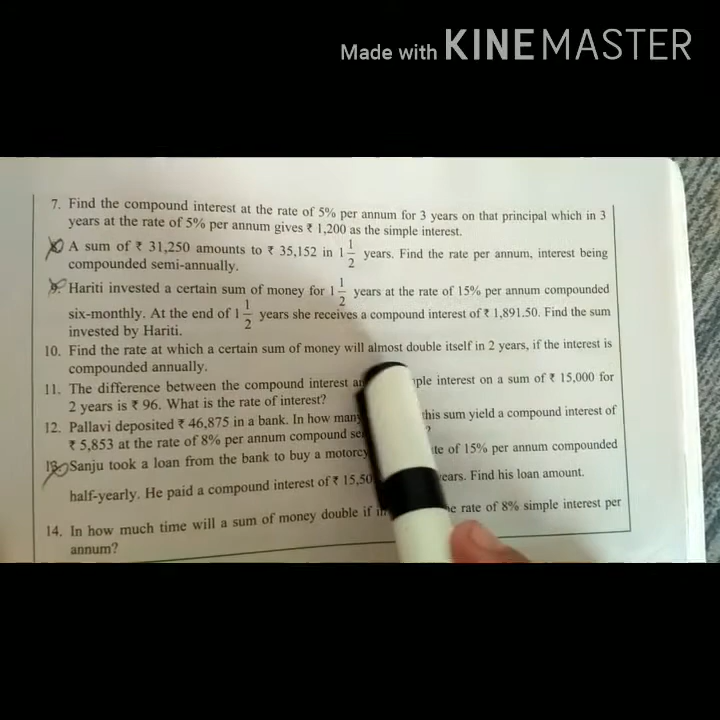 Made with KINEMASTER
7. Find the compound interest at the rate of 5% per annum for 3 years on that principal which in 3
years at the rate of 5% per annum gives ₹ 1,200 as the simple interest.
A sum of ₹ 31,250 amounts to ₹ 35,152 in 1 1/2 years. Find the rate per annum, interest being
compounded semi-annually.
9. Hariti invested a certain sum of money for 1 1/2 years at the rate of 15% per annum compounded
six-monthly. At the end of 1 1/2 years she receives a compound interest of ₹ 1,891.50. Find the sum
invested by Hariti.
10. Find the rate at which a certain sum of money will almost double itself in 2 years, if the interest is
compounded annually.
11. The difference between the compound interest ple interest on a sum of ₹ 15,000 for
2 years is ₹ 96. What is the rate of interest?
12. Pallavi deposited ₹ 46,875 in a bank. In how many this sum yield a compound interest of
₹ 5,853 at the rate of 8% per annum compound se ?
13. Sanju took a loan from the bank to buy a motorcy te of 15% per annum compounded
half-yearly. He paid a compound interest of ₹ 15,50 ears. Find his loan amount.
14. In how much time will a sum of money double if in e rate of 8% simple interest per
annum?